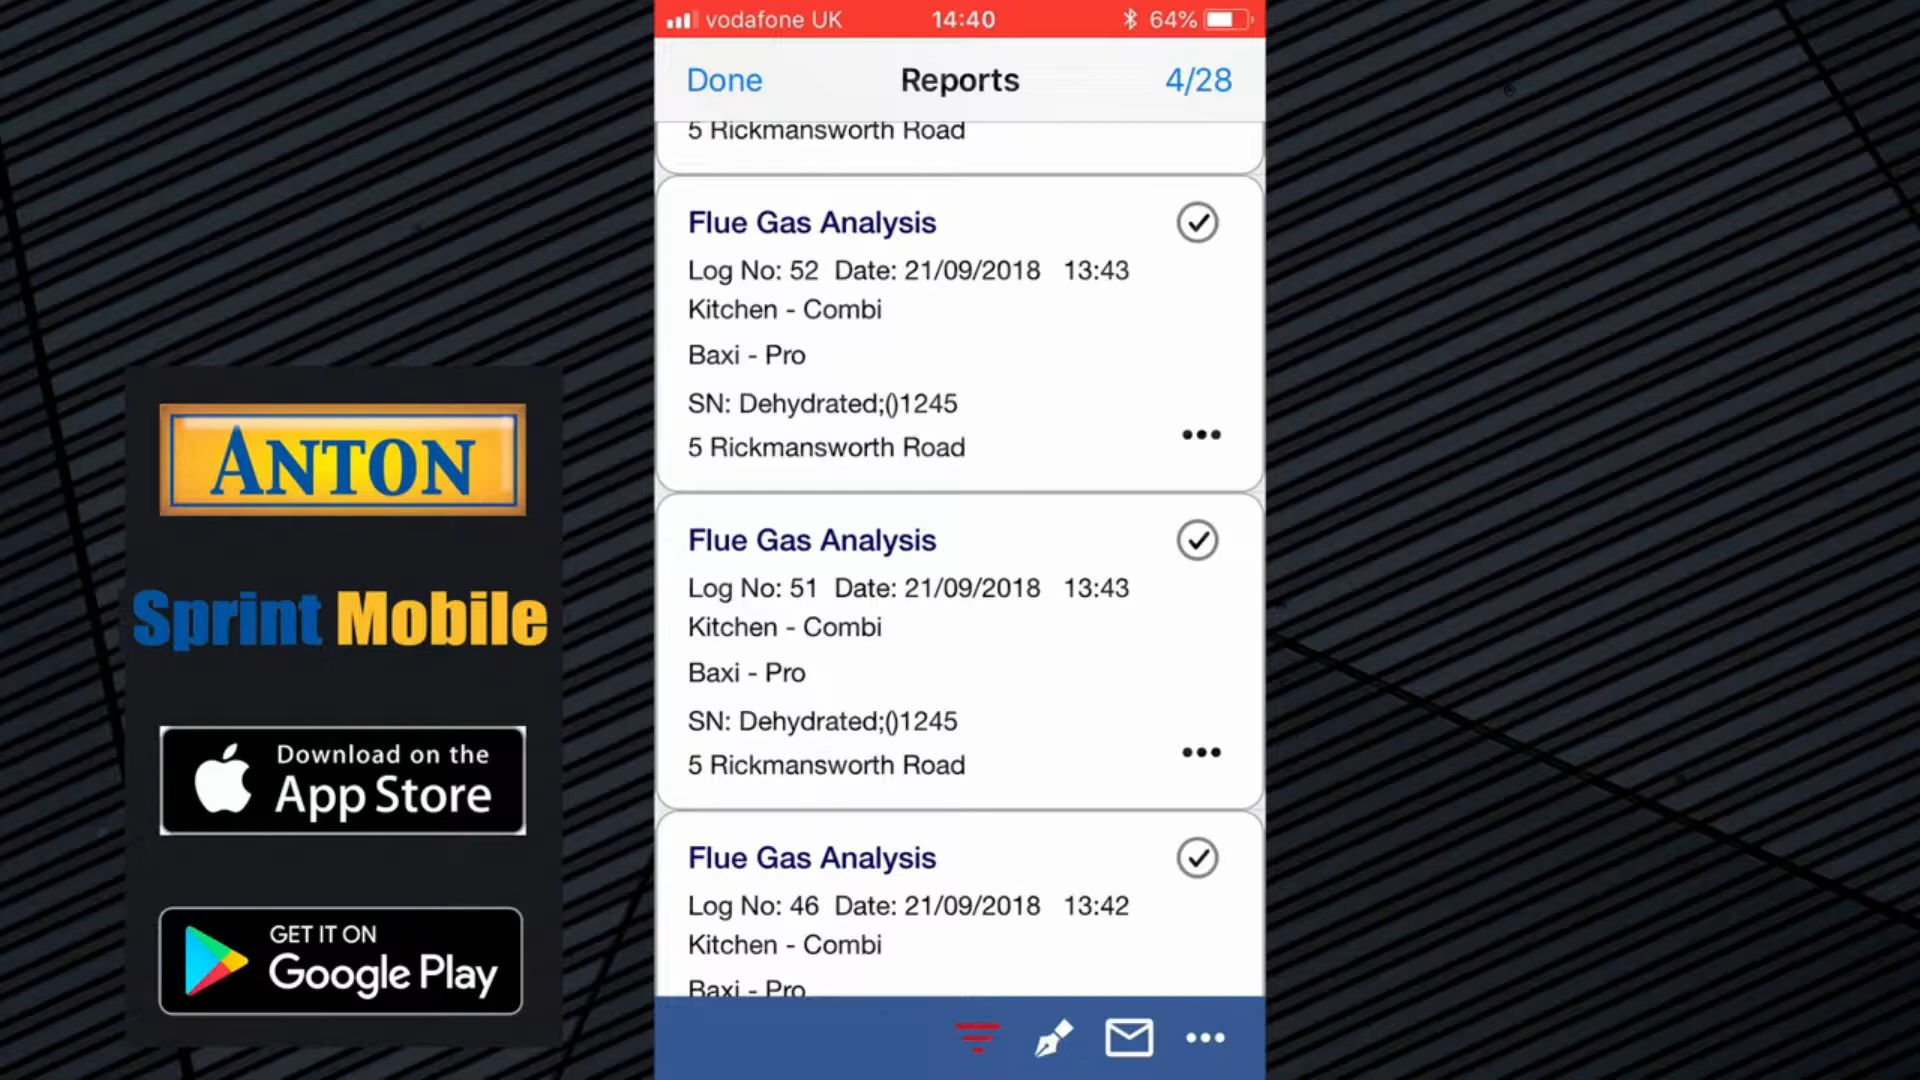 vodafone UK 14:40 64%
Done Reports 4/28
5 Rickmansworth Road
Flue Gas Analysis
Log No: 52 Date: 21/09/2018 13:43
Kitchen - Combi
Baxi - Pro
SN: Dehydrated;()1245
5 Rickmansworth Road
Flue Gas Analysis
Log No: 51 Date: 21/09/2018 13:43
Kitchen - Combi
Baxi - Pro
SN: Dehydrated;()1245
5 Rickmansworth Road
Flue Gas Analysis
Log No: 46 Date: 21/09/2018 13:42
Kitchen - Combi
Baxi - Pro
ANTON
Sprint Mobile
Download on the
App Store
GET IT ON
Google Play